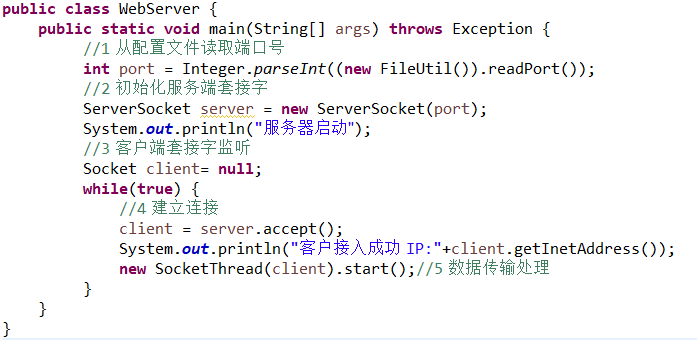 public class WebServer {
public static void main(String[] args) throws Exception {
//1从配置文件读取端口号
int port = Integer.parseInt((new FileUtil()).readPort());
//2初始化服务端套接字
ServerSocket server = new ServerSocket(port);
System.out.println("服务器启动");
//3客户端套接字监听
Socket client= null;
while(true) {
//4建立连接
client = server.accept();
System.out.println("客户接入成功IP:"+client.getInetAddress());
new SocketThread(client).start();//5数据传输处理
}
}
}